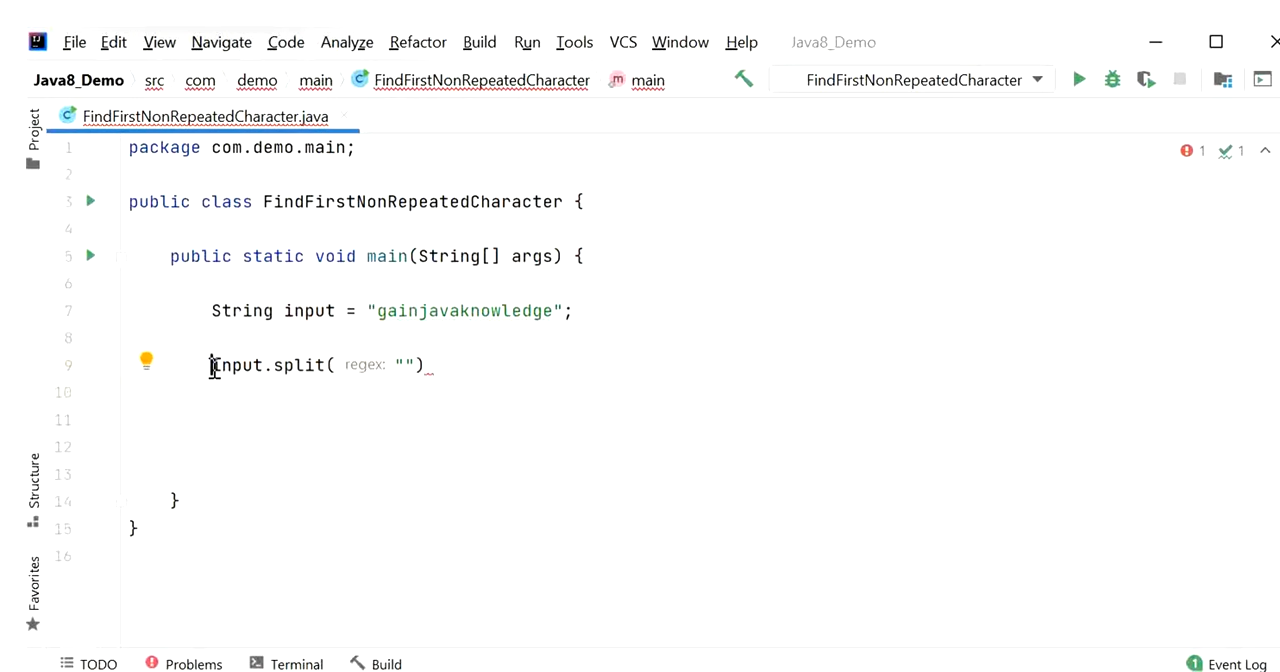 File Edit View Navigate Code Analyze Refactor Build Run Tools VCS Window Help Java8_Demo
Java8_Demo src com demo main FindFirstNonRepeatedCharacter main FindFirstNonRepeatedCharacter
FindFirstNonRepeatedCharacter.java
Project
1 package com.demo.main; 1 1
2
3 public class FindFirstNonRepeatedCharacter {
4
5 public static void main(String[] args) {
6
7 String input = "gainjavaknowledge";
8
9 input.split( regex: "")
10
11
12
13
14 }
15 }
16
Structure
Favorites
TODO Problems Terminal Build 1 Event Log